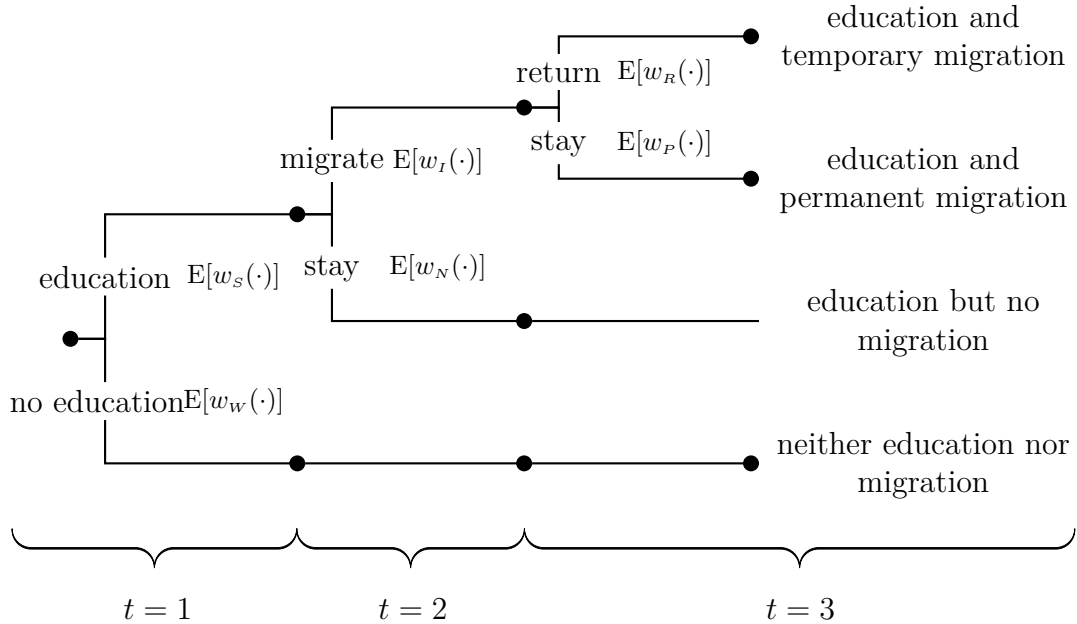 education and
temporary migration
return E[w_R(·)]
stay E[w_P(·)]
migrate E[w_I(·)]
education and
permanent migration
education E[w_S(·)]
stay E[w_N(·)]
education but no
migration
no education E[w_W(·)]
neither education nor
migration
t = 1
t = 2
t = 3